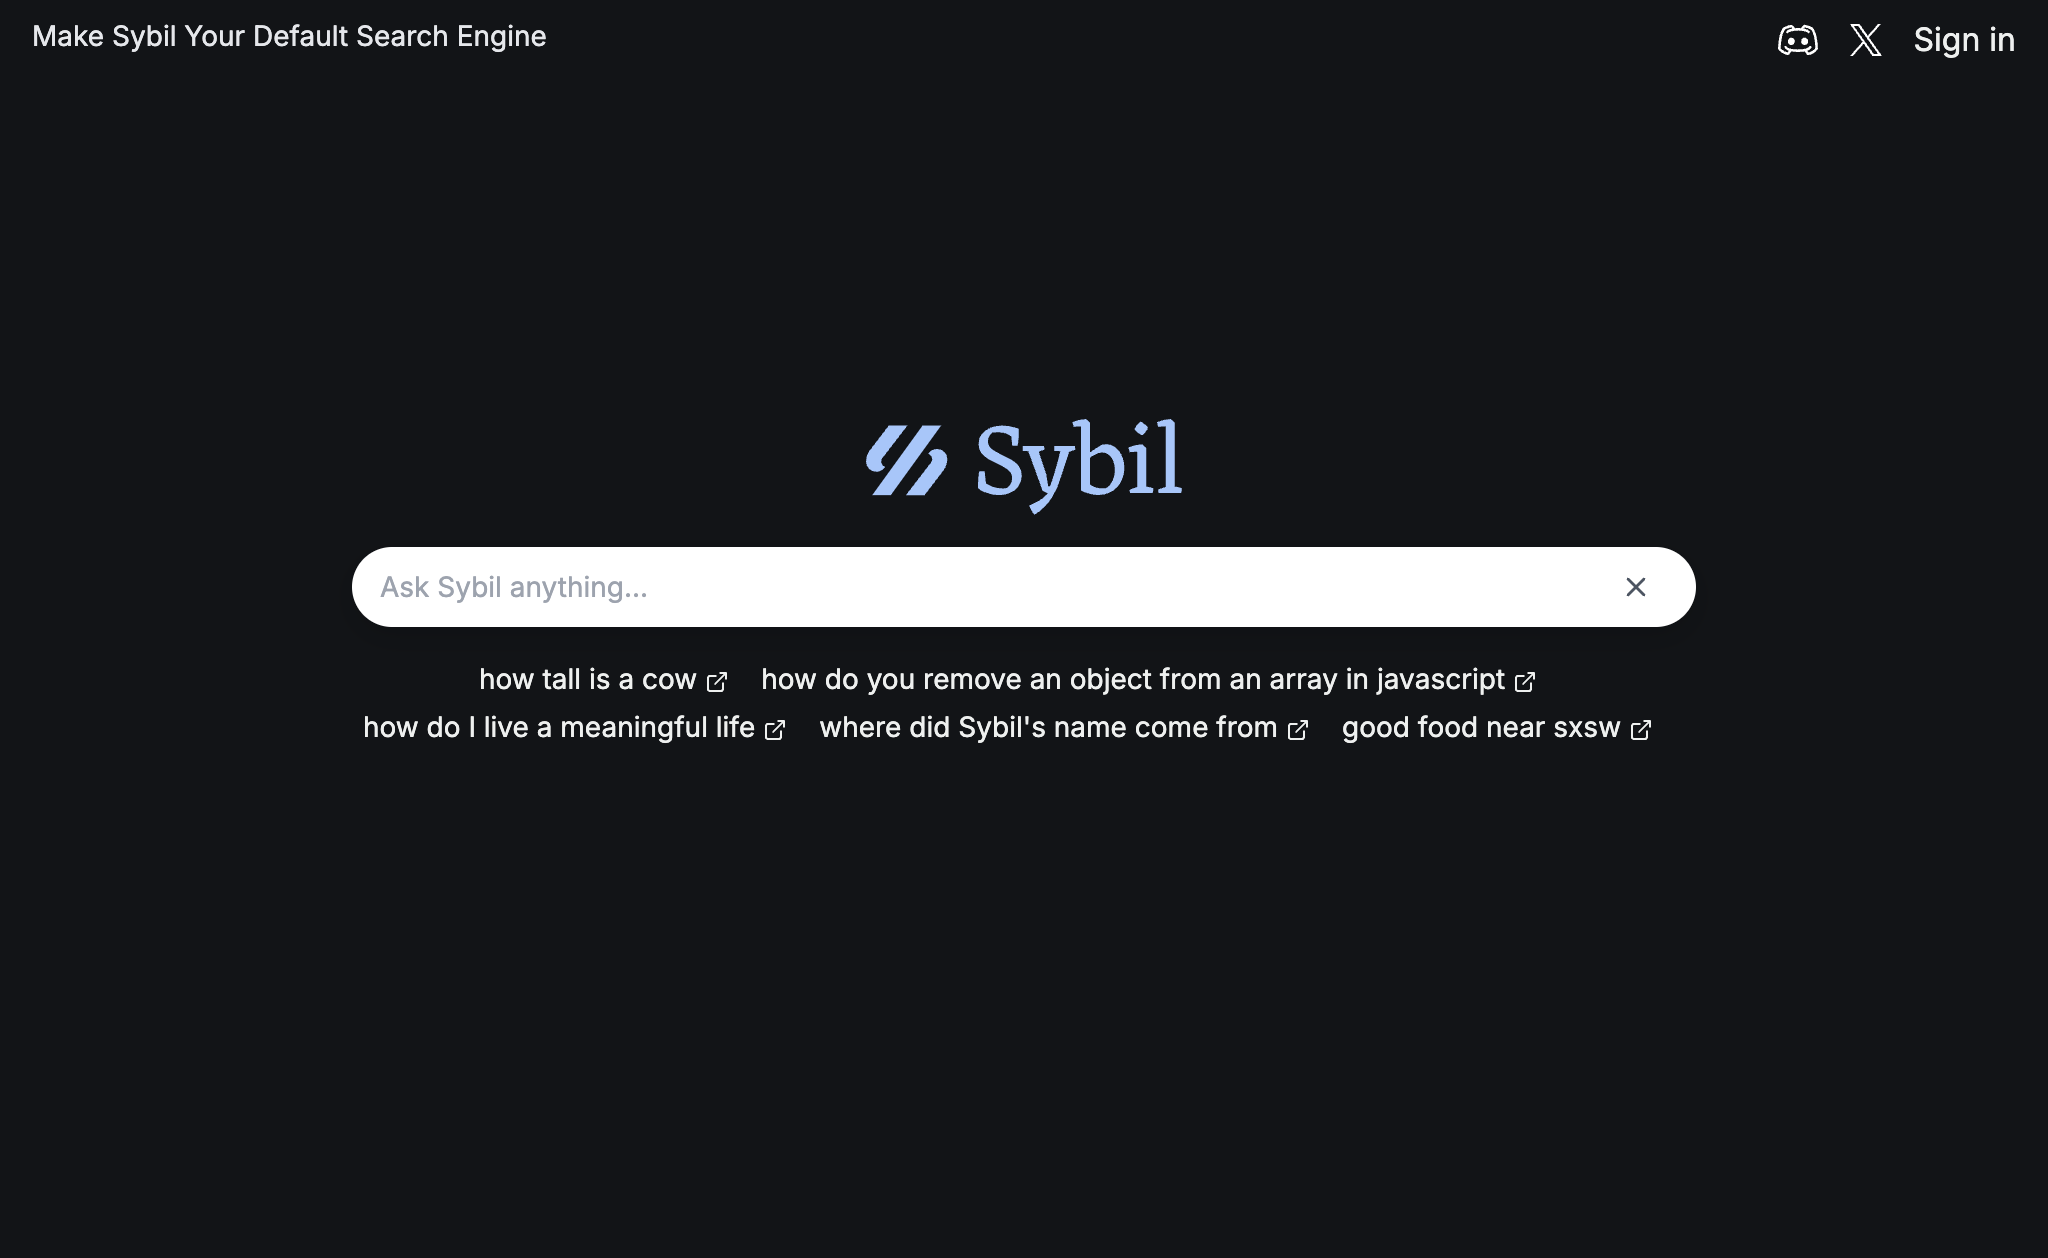 Make Sybil Your Default Search Engine
Sign in
Sybil
Ask Sybil anything...
how tall is a cow how do you remove an object from an array in javascript
how do I live a meaningful life where did Sybil's name come from good food near sxsw